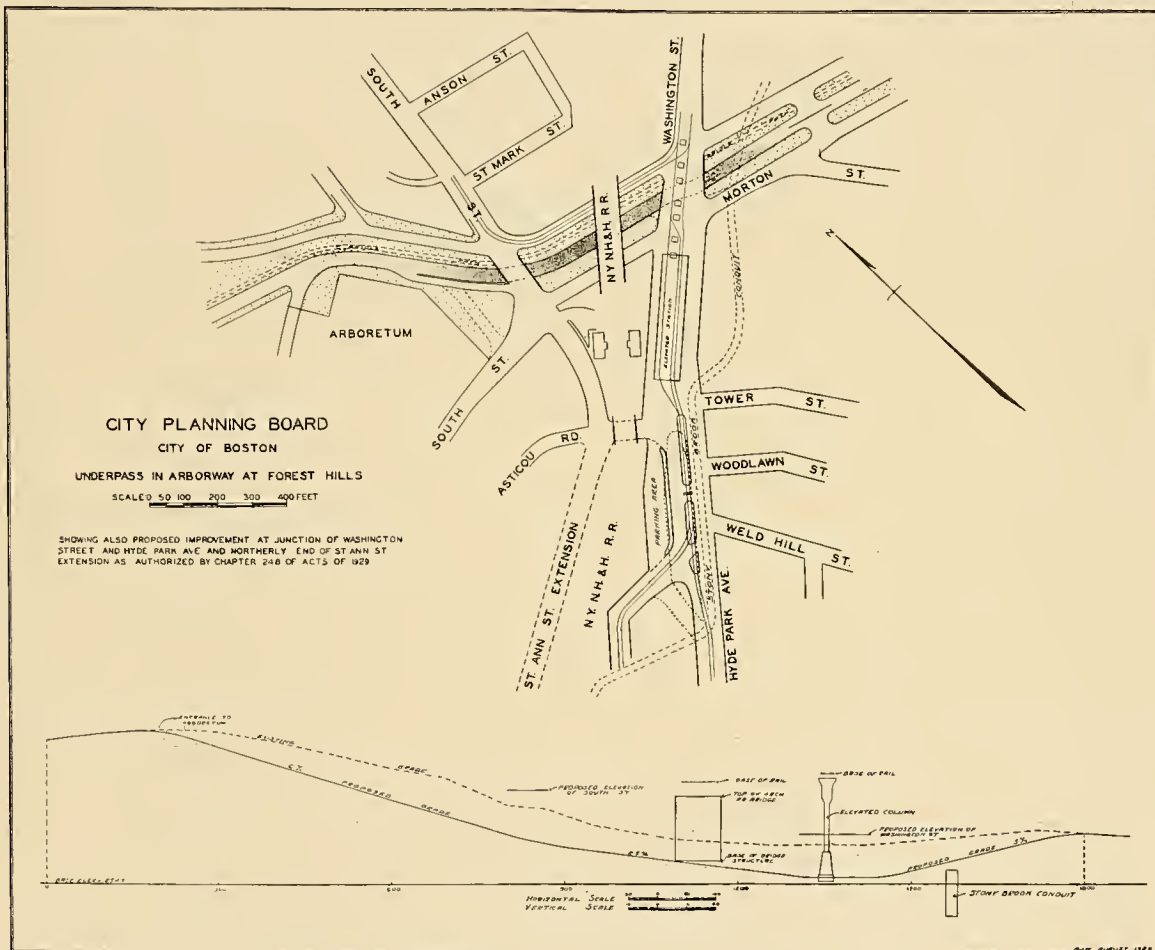 SOUTH
ST.
ANSON ST.
ST MARK ST.
WASHINGTON ST.
N.Y. N.H.& H. R.R.
MORTON ST.
CONDUIT
ELEVATED STATION
ARBORETUM
SOUTH ST.
ASTICOU RD.
TOWER ST.
WOODLAWN ST.
WELD HILL ST.
PARKING AREA
BROOK
STONY
ST. ANN ST. EXTENSION
N.Y. N.H.& H. R.R.
HYDE PARK AVE.
CITY PLANNING BOARD
CITY OF BOSTON
UNDERPASS IN ARBORWAY AT FOREST HILLS
SCALE 0 50 100 200 300 400 FEET
SHOWING ALSO PROPOSED IMPROVEMENT AT JUNCTION OF WASHINGTON
STREET AND HYDE PARK AVE AND NORTHERLY END OF ST ANN ST
EXTENSION AS AUTHORIZED BY CHAPTER 248 OF ACTS OF 1929
ENTRANCE TO
ARBORETUM
EXISTING GRADE
PROPOSED GRADE
PROPOSED ELEVATION
OF SOUTH ST
BASE OF RAIL
TOP OF ARCH
RR BRIDGE
BASE OF BRIDGE
STRUCTURE
BASE OF RAIL
ELEVATED COLUMN
PROPOSED ELEVATION OF
WASHINGTON ST
PROPOSED GRADE 3%
STONY BROOK CONDUIT
HORIZONTAL SCALE
VERTICAL SCALE